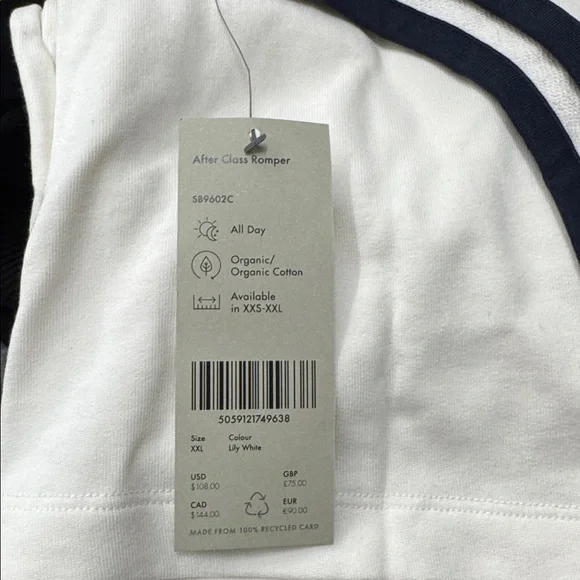 After Class Romper
SB9602C
All Day
Organic/
Organic Cotton
Available
in XXS-XXL
5059121749638
Size Colour
XXL Lily White
USD GBP
$108.00 £75.00
CAD EUR
$144.00 €90.00
MADE FROM 100% RECYCLED CARD